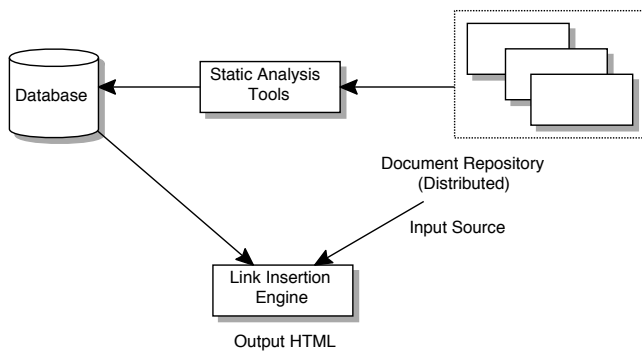 Static Analysis
Tools
Database
Document Repository
(Distributed)
Input Source
Link Insertion
Engine
Output HTML